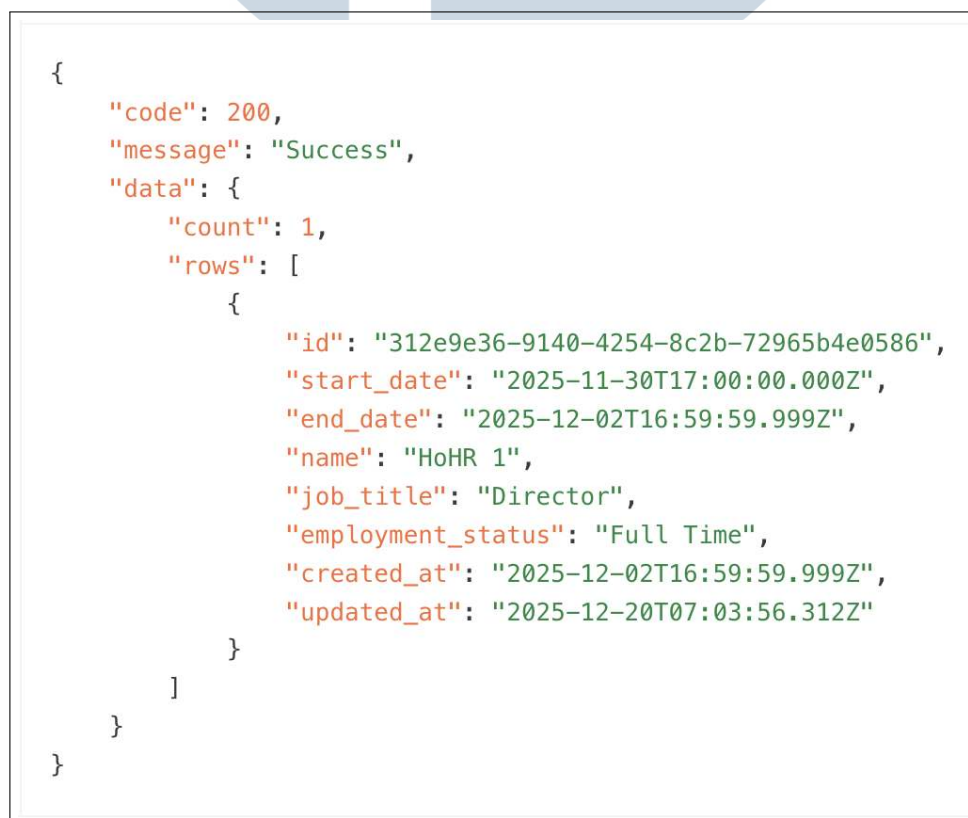 {
    "code": 200,
    "message": "Success",
    "data": {
        "count": 1,
        "rows": [
            {
                "id": "312e9e36-9140-4254-8c2b-72965b4e0586",
                "start_date": "2025-11-30T17:00:00.000Z",
                "end_date": "2025-12-02T16:59:59.999Z",
                "name": "HoHR 1",
                "job_title": "Director",
                "employment_status": "Full Time",
                "created_at": "2025-12-02T16:59:59.999Z",
                "updated_at": "2025-12-20T07:03:56.312Z"
            }
        ]
    }
}